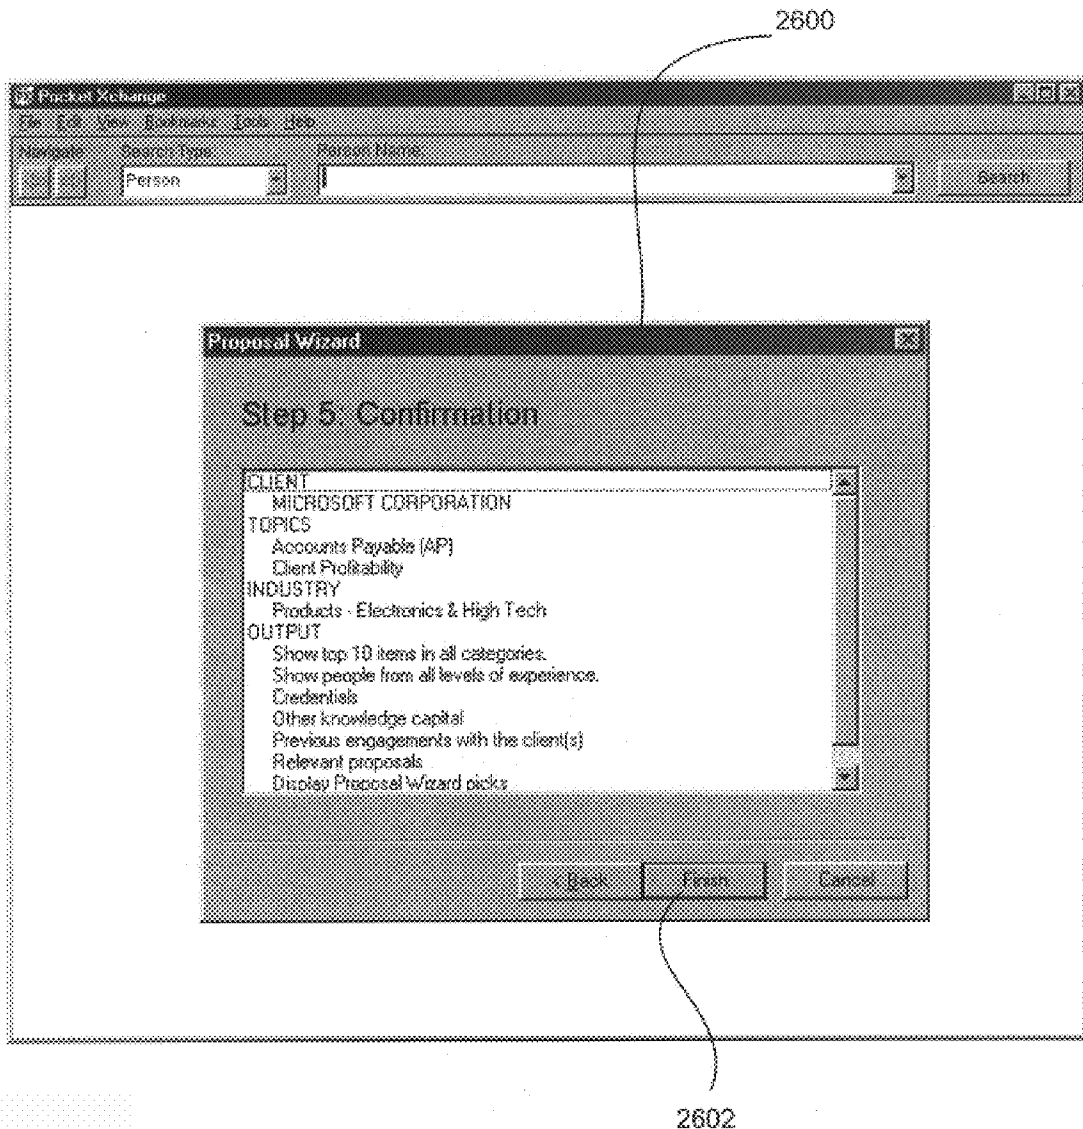 2600
Pocket Xchange
File Edit View Bookmarks Tools Help
Navigate: Search Type: Person Name:
Person Search
Proposal Wizard
Step 5: Confirmation
CLIENT
MICROSOFT CORPORATION
TOPICS
Accounts Payable (AP)
Client Profitability
INDUSTRY
Products - Electronics & High Tech
OUTPUT
Show top 10 items in all categories.
Show people from all levels of experience.
Credentials
Other knowledge capital
Previous engagements with the client(s)
Relevant proposals
Display Proposal Wizard picks
< Back Finish Cancel
2602